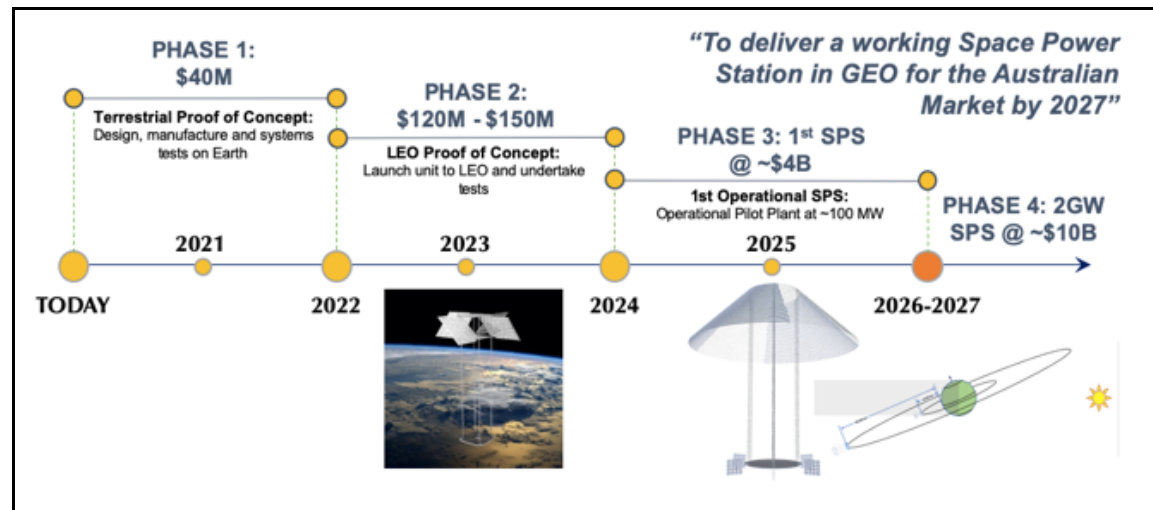 PHASE 1:
$40M
Terrestrial Proof of Concept:
Design, manufacture and systems
tests on Earth
PHASE 2:
$120M - $150M
LEO Proof of Concept:
Launch unit to LEO and undertake
tests
“To deliver a working Space Power
Station in GEO for the Australian
Market by 2027”
PHASE 3: 1st SPS
@ ~$4B
1st Operational SPS:
Operational Pilot Plant at ~100 MW
PHASE 4: 2GW
SPS @ ~$10B
2021
2023
2025
TODAY
2022
2024
2026-2027